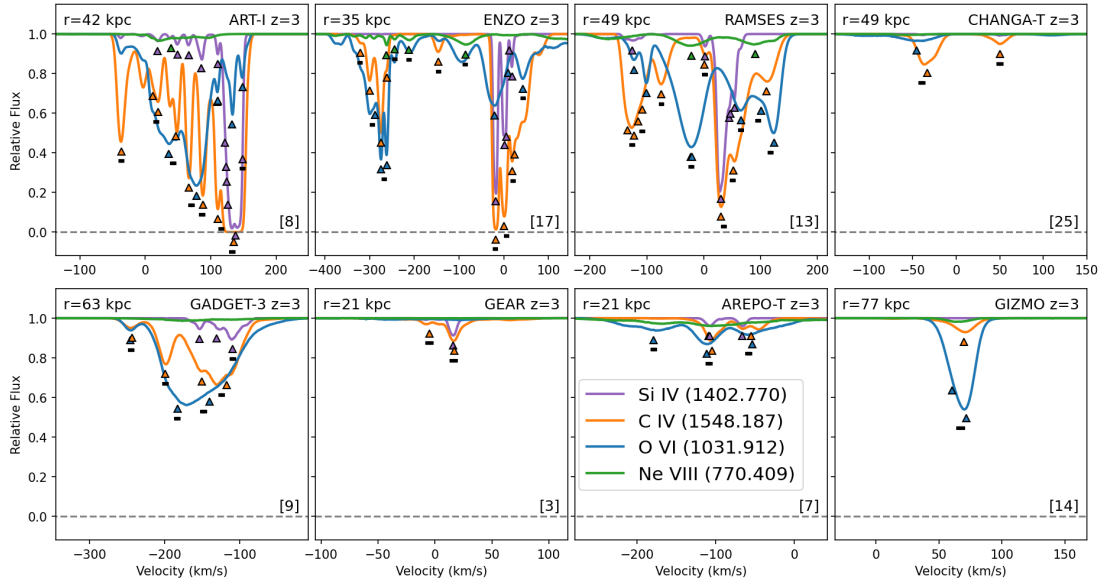 r=42 kpc ART-I z=3
r=35 kpc ENZO z=3
r=49 kpc RAMSES z=3
r=49 kpc CHANGA-T z=3
Relative Flux
1.0
0.8
0.6
0.4
0.2
0.0
[8]
[17]
[13]
[25]
−100 0 100 200
−400 −300 −200 −100 0 100
−200 −100 0 100 200
−100 −50 0 50 100 150
r=63 kpc GADGET-3 z=3
r=21 kpc GEAR z=3
r=21 kpc AREPO-T z=3
r=77 kpc GIZMO z=3
Relative Flux
1.0
0.8
0.6
0.4
0.2
0.0
Si IV (1402.770)
C IV (1548.187)
O VI (1031.912)
Ne VIII (770.409)
[9]
[3]
[7]
[14]
−300 −200 −100
−100 −50 0 50 100
−200 −100 0
0 50 100 150
Velocity (km/s)
Velocity (km/s)
Velocity (km/s)
Velocity (km/s)